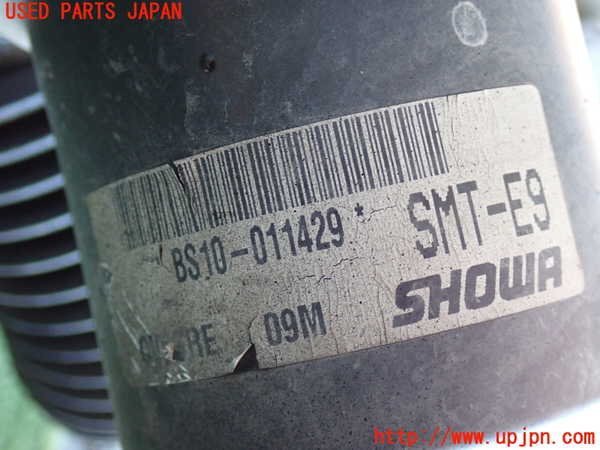 USED PARTS JAPAN
BS10-011429 *
SMT-E9
09M
SHOWA
http://www.upjpn.com/